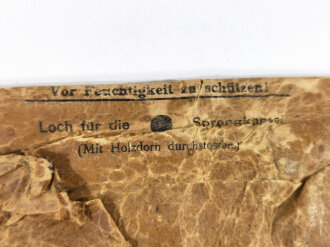 Vor Feuchtigkeit zu schützen!
Loch für die Sprengkapsel
(Mit Holzdorn durchstossen.)